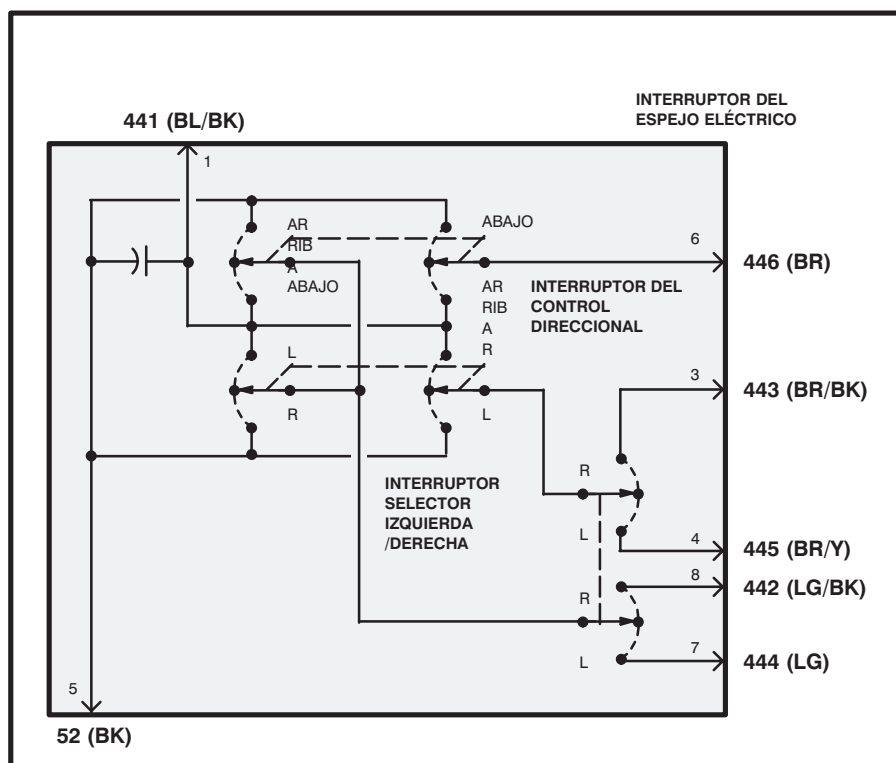 INTERRUPTOR DEL
ESPEJO ELÉCTRICO
441 (BL/BK)
1
AR
RIB
A
ABAJO
ABAJO
6
446 (BR)
AR
RIB
A
INTERRUPTOR DEL
CONTROL
DIRECCIONAL
L
R
R
L
3
443 (BR/BK)
INTERRUPTOR
SELECTOR
IZQUIERDA
/DERECHA
R
L
4
445 (BR/Y)
8
442 (LG/BK)
R
L
7
444 (LG)
5
52 (BK)